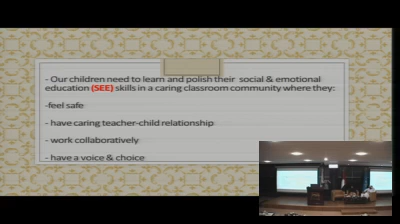 - Our children need to learn and polish their social & emotional
education (SEE) skills in a caring classroom community where they:
-feel safe
- have caring teacher-child relationship
- work collaboratively
- have a voice & choice